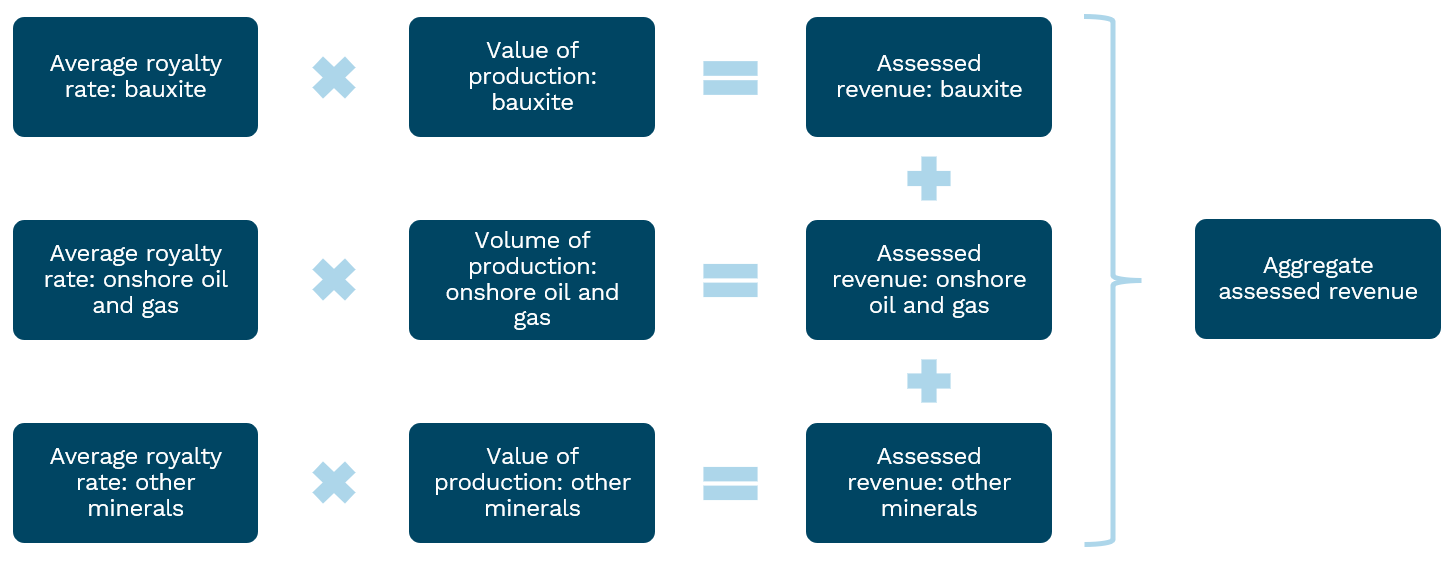 Average royalty
rate: bauxite
Value of
production:
bauxite
Assessed
revenue: bauxite
Average royalty
rate: onshore oil
and gas
Volume of
production:
onshore oil and
gas
Assessed
revenue: onshore
oil and gas
Aggregate
assessed revenue
Average royalty
rate: other
minerals
Value of
production: other
minerals
Assessed
revenue: other
minerals